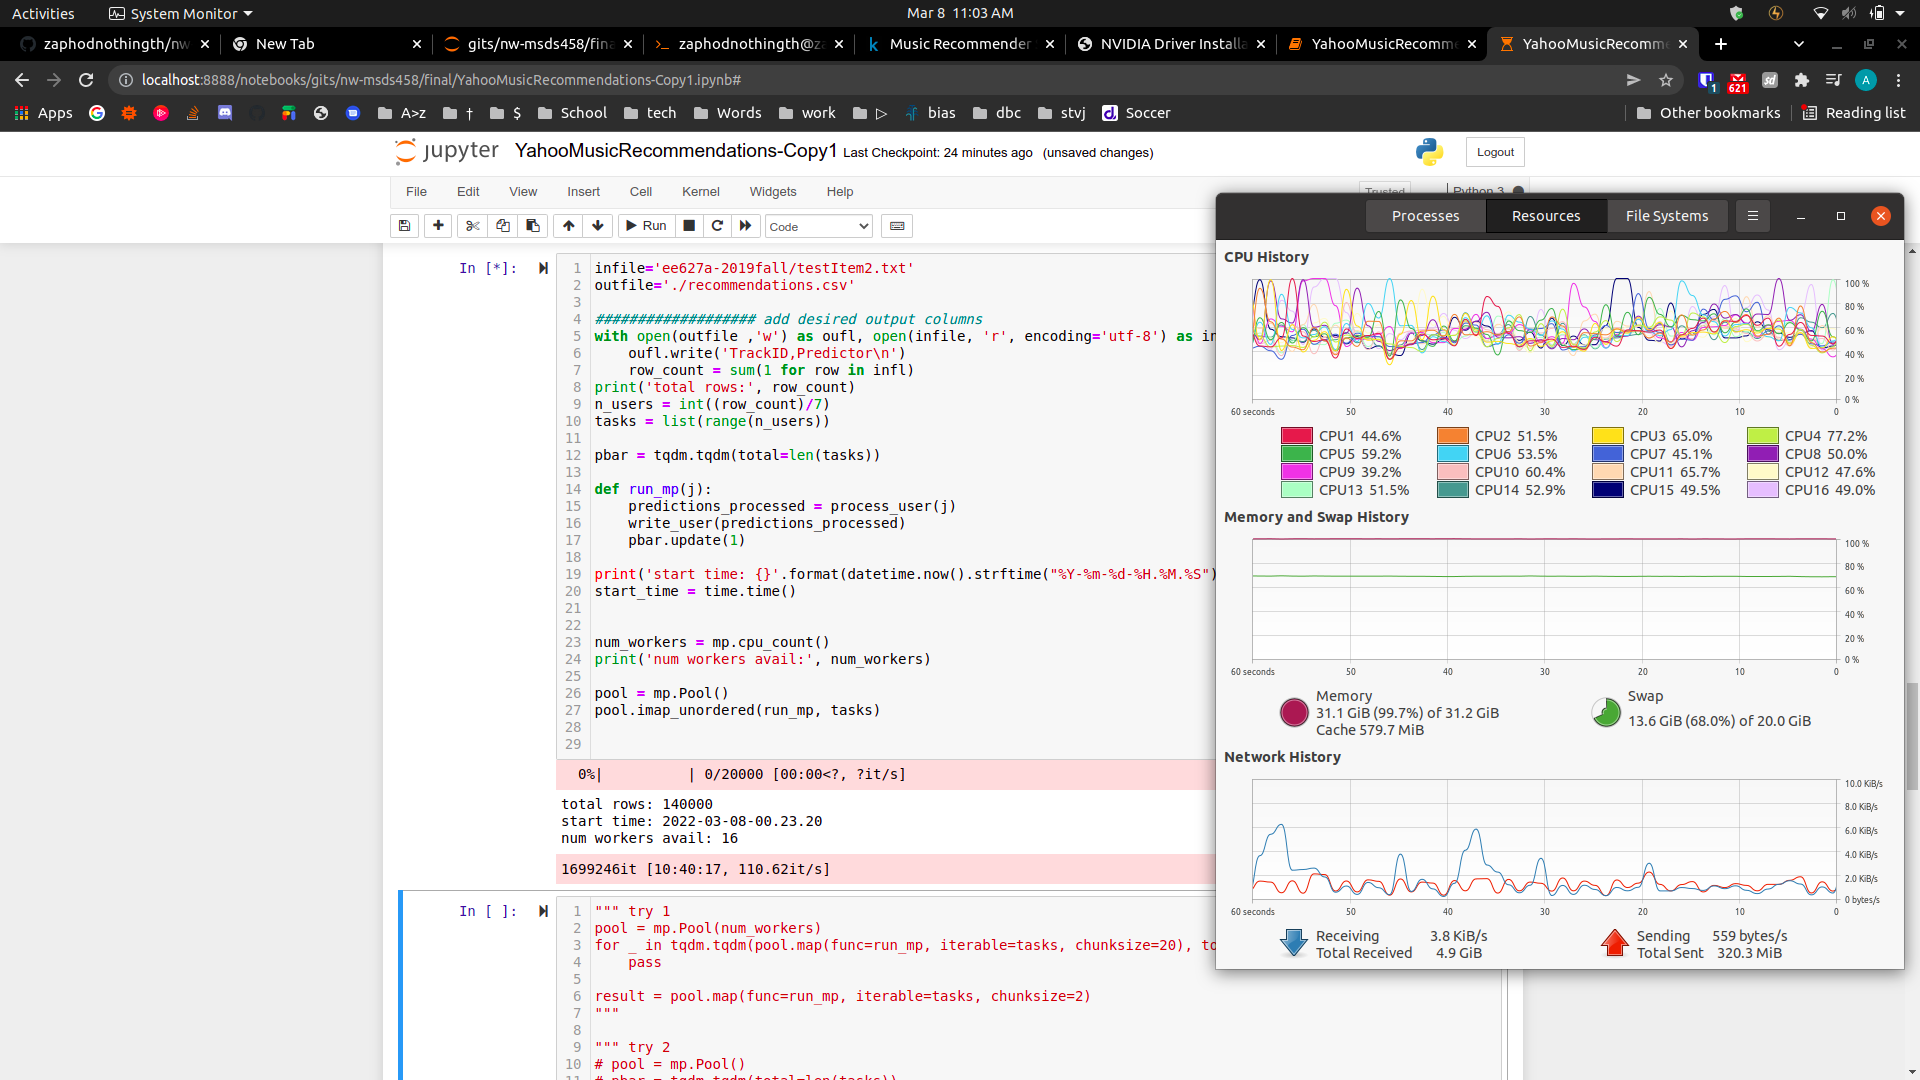 Activities
System Monitor
Mar 8 11:03 AM
zaphodnothingth/nw
New Tab
gits/nw-msds458/fina
zaphodnothingth@za
Music Recommender
NVIDIA Driver Installa
YahooMusicRecomme
YahooMusicRecomm
localhost:8888/notebooks/gits/nw-msds458/final/YahooMusicRecommendations-Copy1.ipynb#
1
621
sd
A
Apps
A>z
†
$
School
tech
Words
work
▷
bias
dbc
stvj
Soccer
Other bookmarks
Reading list
jupyter
YahooMusicRecommendations-Copy1
Last Checkpoint: 24 minutes ago
(unsaved changes)
Logout
File Edit View Insert Cell Kernel Widgets Help
Trusted
Python 3
Run
Code
In [*]:
1 infile='ee627a-2019fall/testItem2.txt'
2 outfile='./recommendations.csv'
3
4 ################### add desired output columns
5 with open(outfile ,'w') as oufl, open(infile, 'r', encoding='utf-8') as in
6 oufl.write('TrackID,Predictor\n')
7 row_count = sum(1 for row in infl)
8 print('total rows:', row_count)
9 n_users = int((row_count)/7)
10 tasks = list(range(n_users))
11
12 pbar = tqdm.tqdm(total=len(tasks))
13
14 def run_mp(j):
15 predictions_processed = process_user(j)
16 write_user(predictions_processed)
17 pbar.update(1)
18
19 print('start time: {}'.format(datetime.now().strftime("%Y-%m-%d-%H.%M.%S")
20 start_time = time.time()
21
22
23 num_workers = mp.cpu_count()
24 print('num workers avail:', num_workers)
25
26 pool = mp.Pool()
27 pool.imap_unordered(run_mp, tasks)
28
29
0%| | 0/20000 [00:00<?, ?it/s]
total rows: 140000
start time: 2022-03-08-00.23.20
num workers avail: 16
1699246it [10:40:17, 110.62it/s]
In [ ]:
1 """ try 1
2 pool = mp.Pool(num_workers)
3 for _ in tqdm.tqdm(pool.map(func=run_mp, iterable=tasks, chunksize=20), to
4 pass
5
6 result = pool.map(func=run_mp, iterable=tasks, chunksize=2)
7 """
8
9 """ try 2
10 # pool = mp.Pool()
11 # pbar = tqdm.tqdm(total=len(tasks))
Processes
Resources
File Systems
CPU History
100 %
80 %
60 %
40 %
20 %
0 %
60 seconds 50 40 30 20 10 0
CPU1 44.6% CPU2 51.5% CPU3 65.0% CPU4 77.2%
CPU5 59.2% CPU6 53.5% CPU7 45.1% CPU8 50.0%
CPU9 39.2% CPU10 60.4% CPU11 65.7% CPU12 47.6%
CPU13 51.5% CPU14 52.9% CPU15 49.5% CPU16 49.0%
Memory and Swap History
100 %
80 %
60 %
40 %
20 %
0 %
60 seconds 50 40 30 20 10 0
Memory
31.1 GiB (99.7%) of 31.2 GiB
Cache 579.7 MiB
Swap
13.6 GiB (68.0%) of 20.0 GiB
Network History
10.0 KiB/s
8.0 KiB/s
6.0 KiB/s
4.0 KiB/s
2.0 KiB/s
0 bytes/s
60 seconds 50 40 30 20 10 0
Receiving 3.8 KiB/s
Total Received 4.9 GiB
Sending 559 bytes/s
Total Sent 320.3 MiB